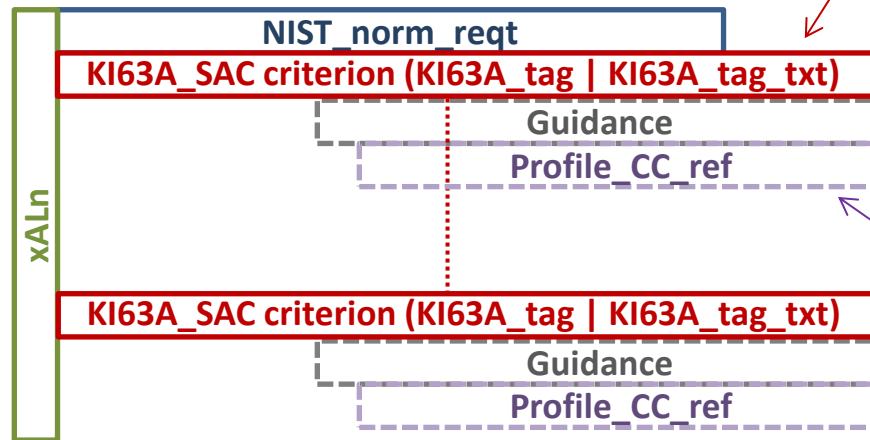 NIST_norm_reqt
KI63A_SAC criterion (KI63A_tag | KI63A_tag_txt)
Guidance
Profile_CC_ref
xALn
KI63A_SAC criterion (KI63A_tag | KI63A_tag_txt)
Guidance
Profile_CC_ref